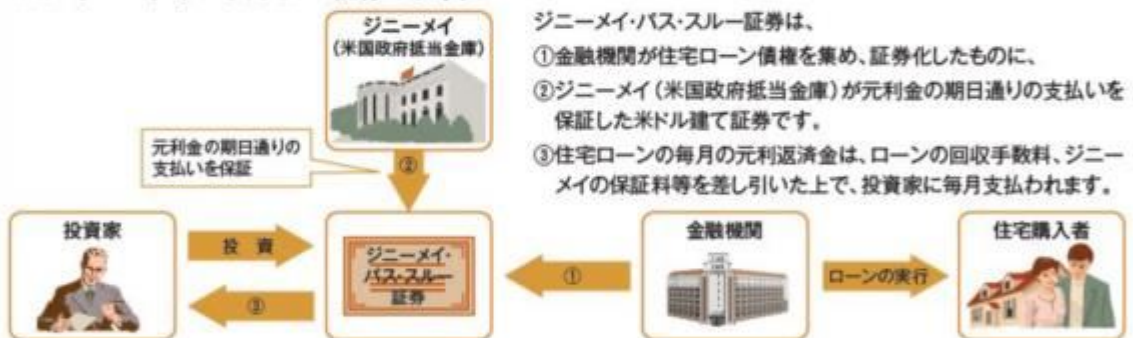 ジニーメイ
(米国政府抵当金庫)
ジニーメイ・パス・スルー証券は、
①金融機関が住宅ローン債権を集め、証券化したものに、
②ジニーメイ(米国政府抵当金庫)が元利金の期日通りの支払いを
保証した米ドル建て証券です。
③住宅ローンの毎月の元利返済金は、ローンの回収手数料、ジニー
メイの保証料等を差し引いた上で、投資家に毎月支払われます。
元利金の期日通りの
支払いを保証
②
投資家
投資
③
ジニーメイ・
パス・スルー
証券
①
金融機関
ローンの実行
住宅購入者